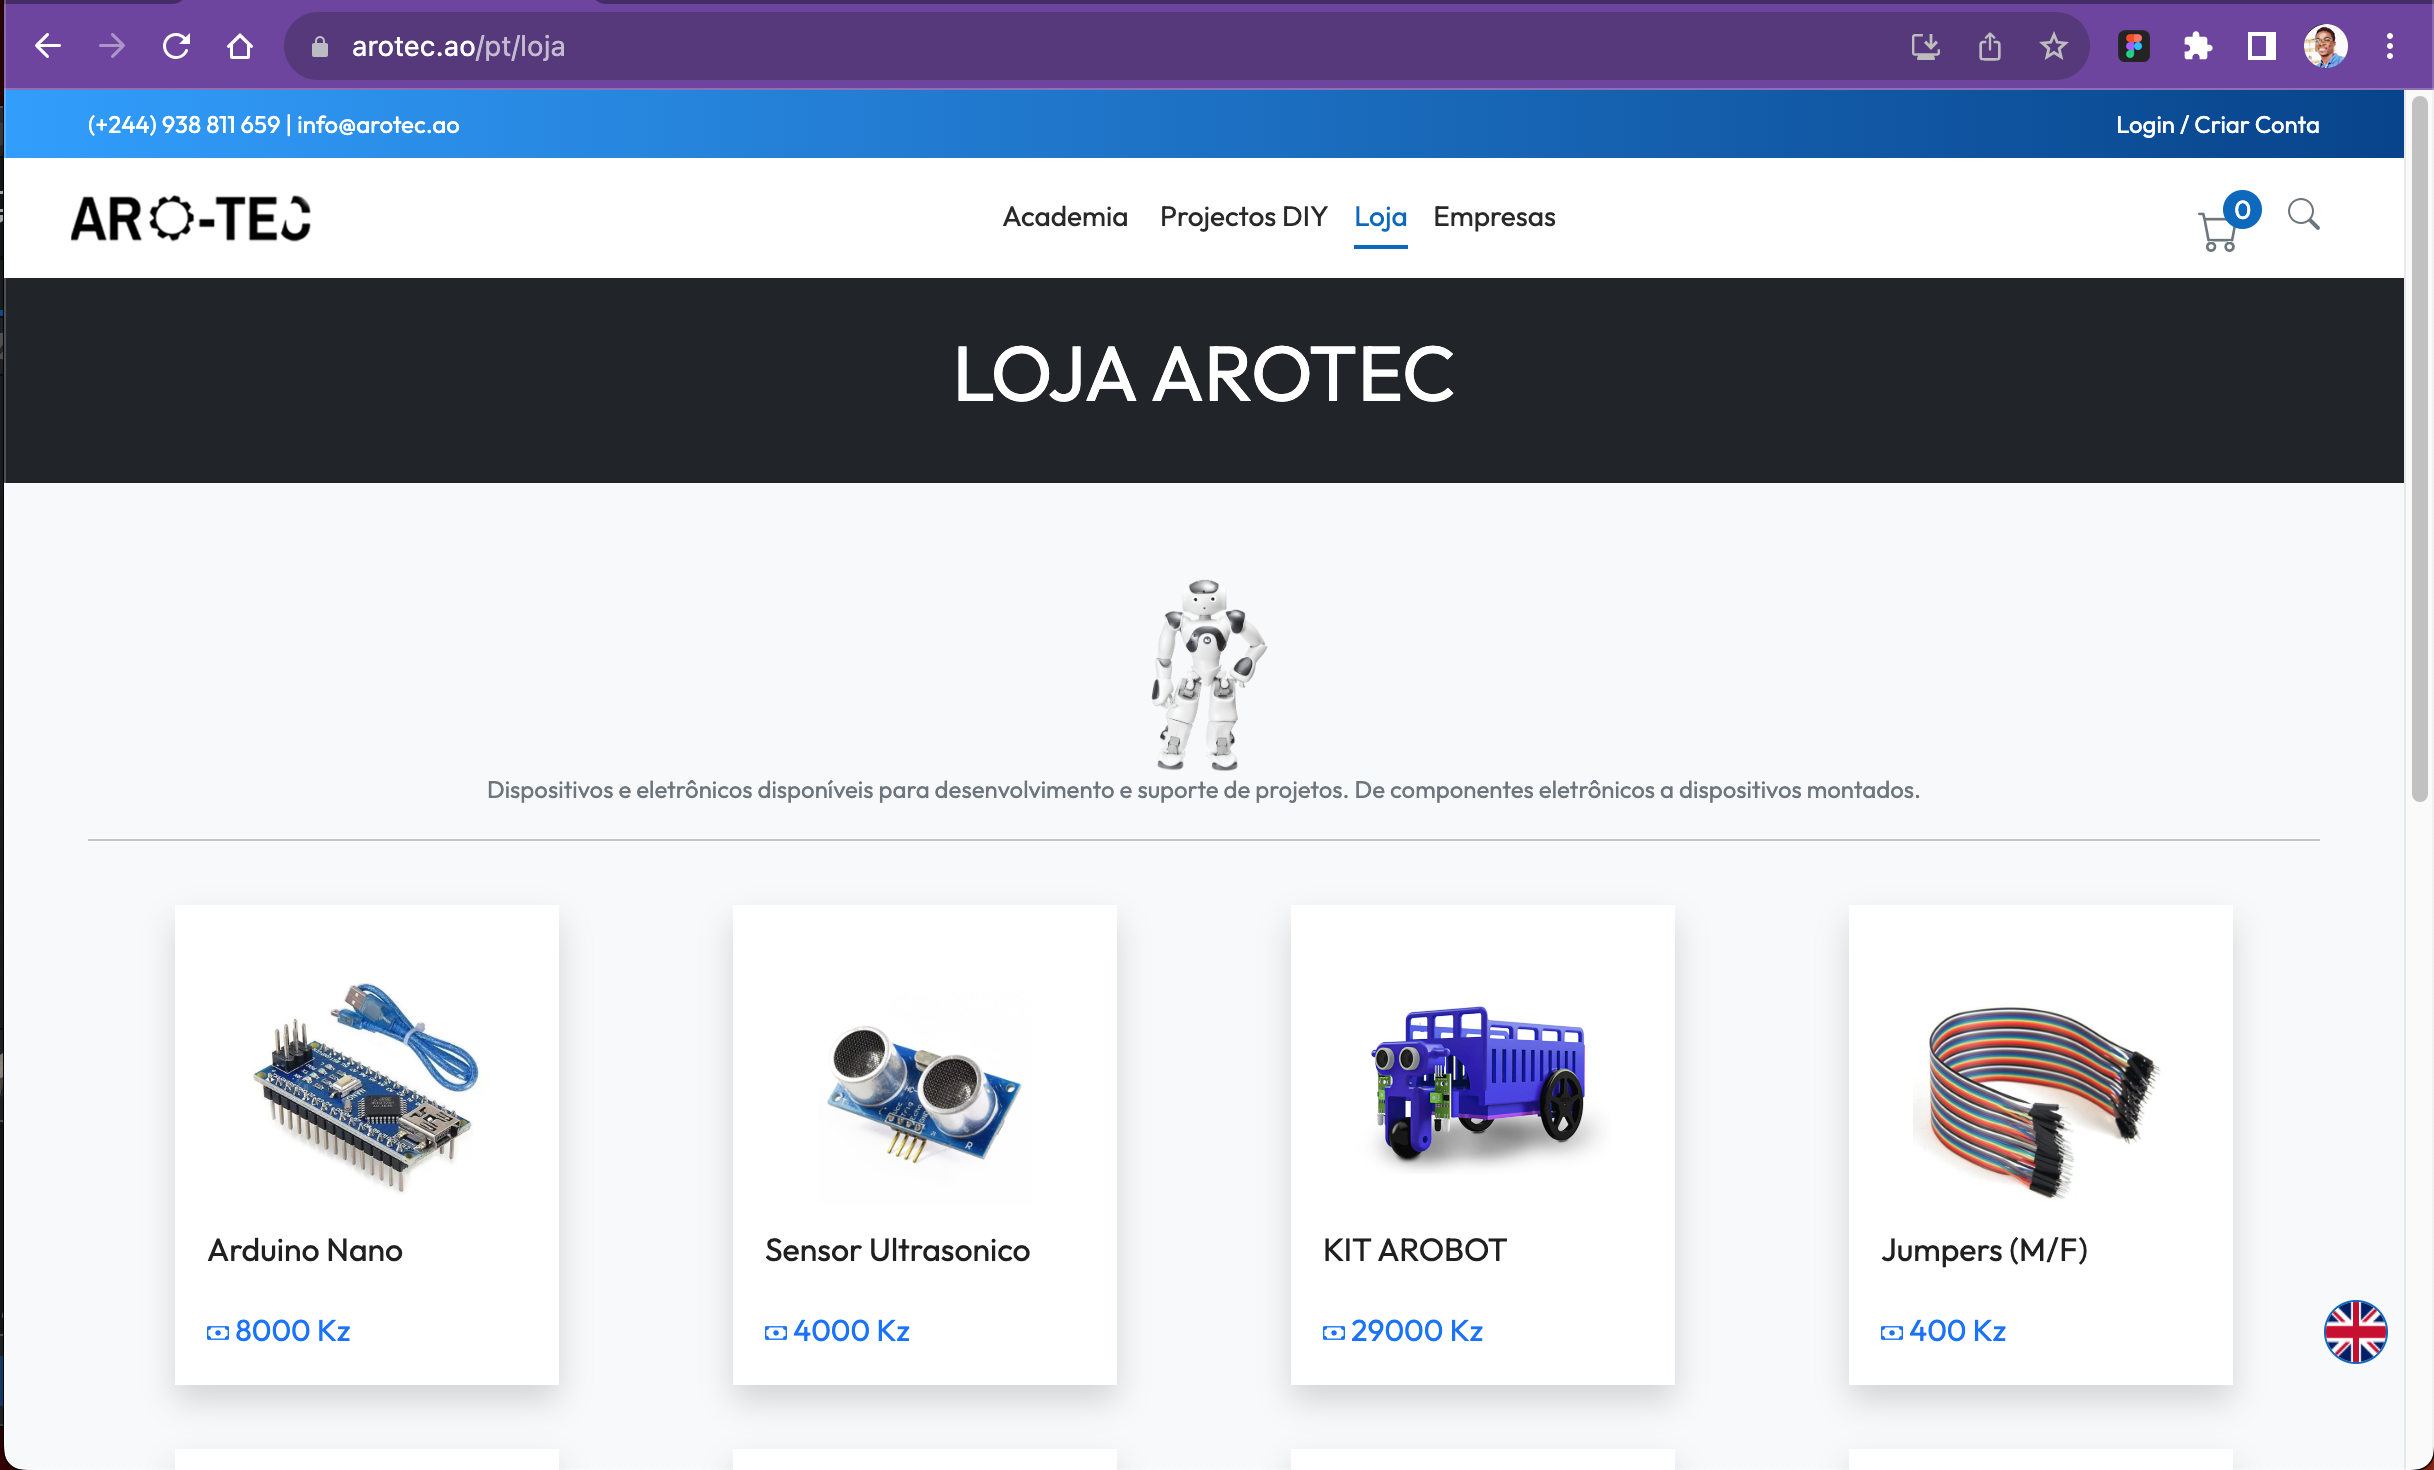 arotec.ao/pt/loja
(+244) 938 811 659 | info@arotec.ao
Login / Criar Conta
ARO-TEC
Academia
Projectos DIY
Loja
Empresas
0
LOJA AROTEC
Dispositivos e eletrônicos disponíveis para desenvolvimento e suporte de projetos. De componentes eletrônicos a dispositivos montados.
Arduino Nano
Sensor Ultrasonico
KIT AROBOT
Jumpers (M/F)
8000 Kz
4000 Kz
29000 Kz
400 Kz